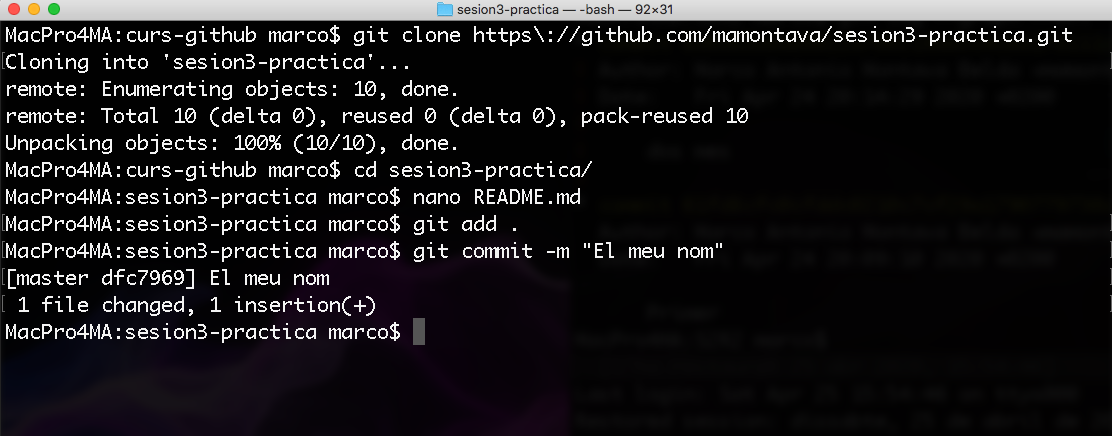 sesion3-practica — -bash — 92×31
MacPro4MA:curs-github marco$ git clone https\://github.com/mamontava/sesion3-practica.git
Cloning into 'sesion3-practica'...
remote: Enumerating objects: 10, done.
remote: Total 10 (delta 0), reused 0 (delta 0), pack-reused 10
Unpacking objects: 100% (10/10), done.
MacPro4MA:curs-github marco$ cd sesion3-practica/
MacPro4MA:sesion3-practica marco$ nano README.md
MacPro4MA:sesion3-practica marco$ git add .
MacPro4MA:sesion3-practica marco$ git commit -m "El meu nom"
[master dfc7969] El meu nom
 1 file changed, 1 insertion(+)
MacPro4MA:sesion3-practica marco$